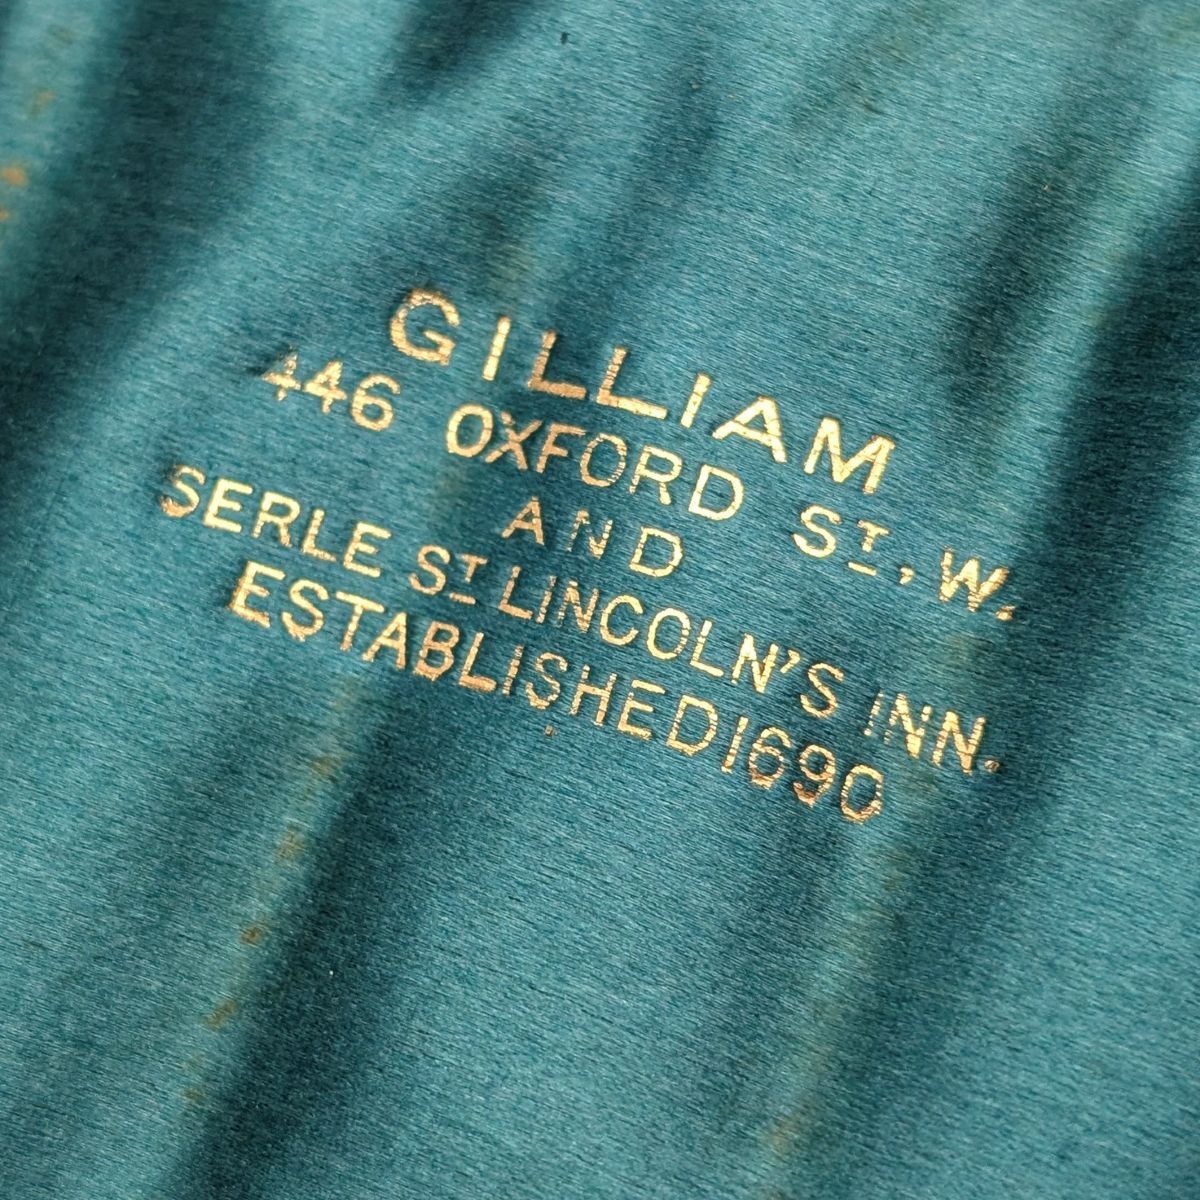 GILLIAM
446 OXFORD ST, W.
AND
SERLE ST LINCOLN'S INN.
ESTABLISHED 1690